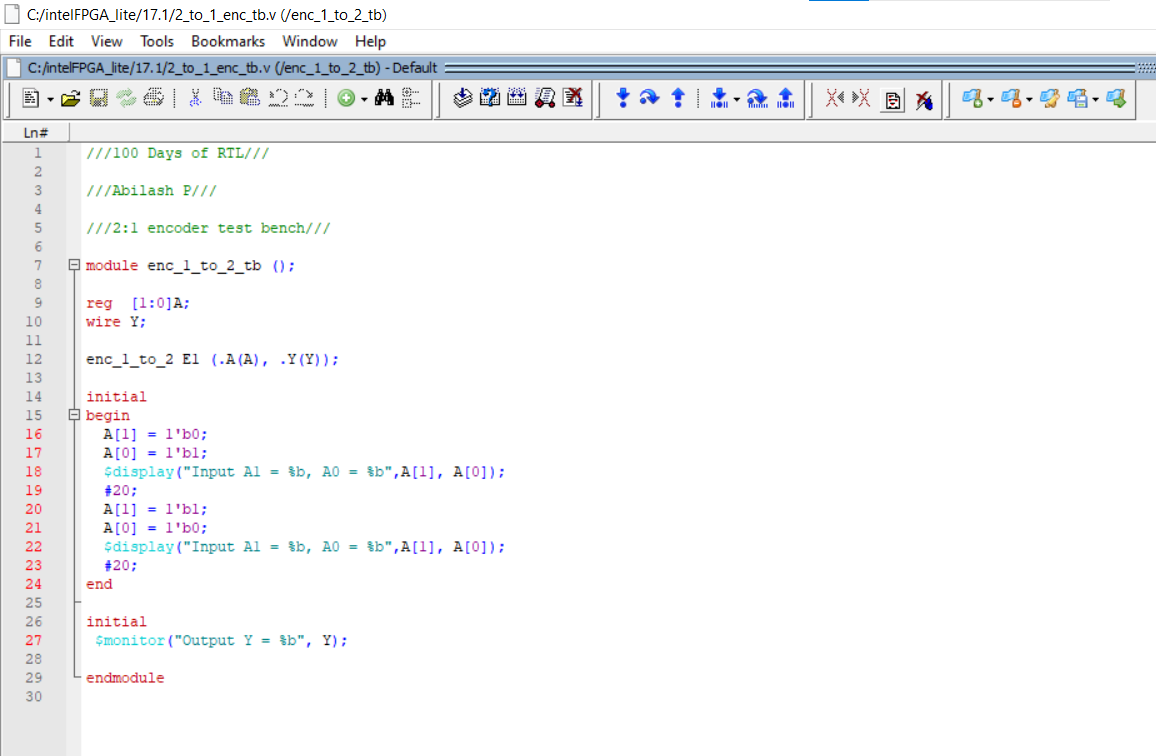 C:/intelFPGA_lite/17.1/2_to_1_enc_tb.v (/enc_1_to_2_tb)
File Edit View Tools Bookmarks Window Help
C:/intelFPGA_lite/17.1/2_to_1_enc_tb.v (/enc_1_to_2_tb) - Default
Ln#
1 ///100 Days of RTL///
2
3 ///Abilash P///
4
5 ///2:1 encoder test bench///
6
7 module enc_1_to_2_tb ();
8
9 reg  [1:0]A;
10 wire Y;
11
12 enc_1_to_2 E1 (.A(A), .Y(Y));
13
14 initial
15 begin
16   A[1] = 1'b0;
17   A[0] = 1'b1;
18   $display("Input A1 = %b, A0 = %b",A[1], A[0]);
19   #20;
20   A[1] = 1'b1;
21   A[0] = 1'b0;
22   $display("Input A1 = %b, A0 = %b",A[1], A[0]);
23   #20;
24 end
25
26 initial
27  $monitor("Output Y = %b", Y);
28
29 endmodule
30